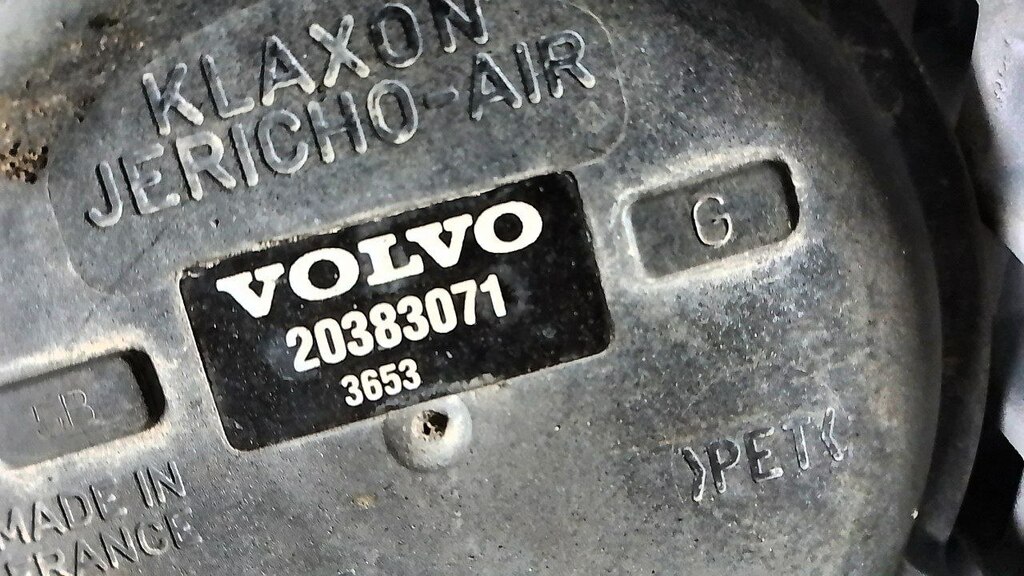 KLAXON
JERICHO-AIR
VOLVO
20383071
3653
G
>PET<
MADE IN
FRANCE